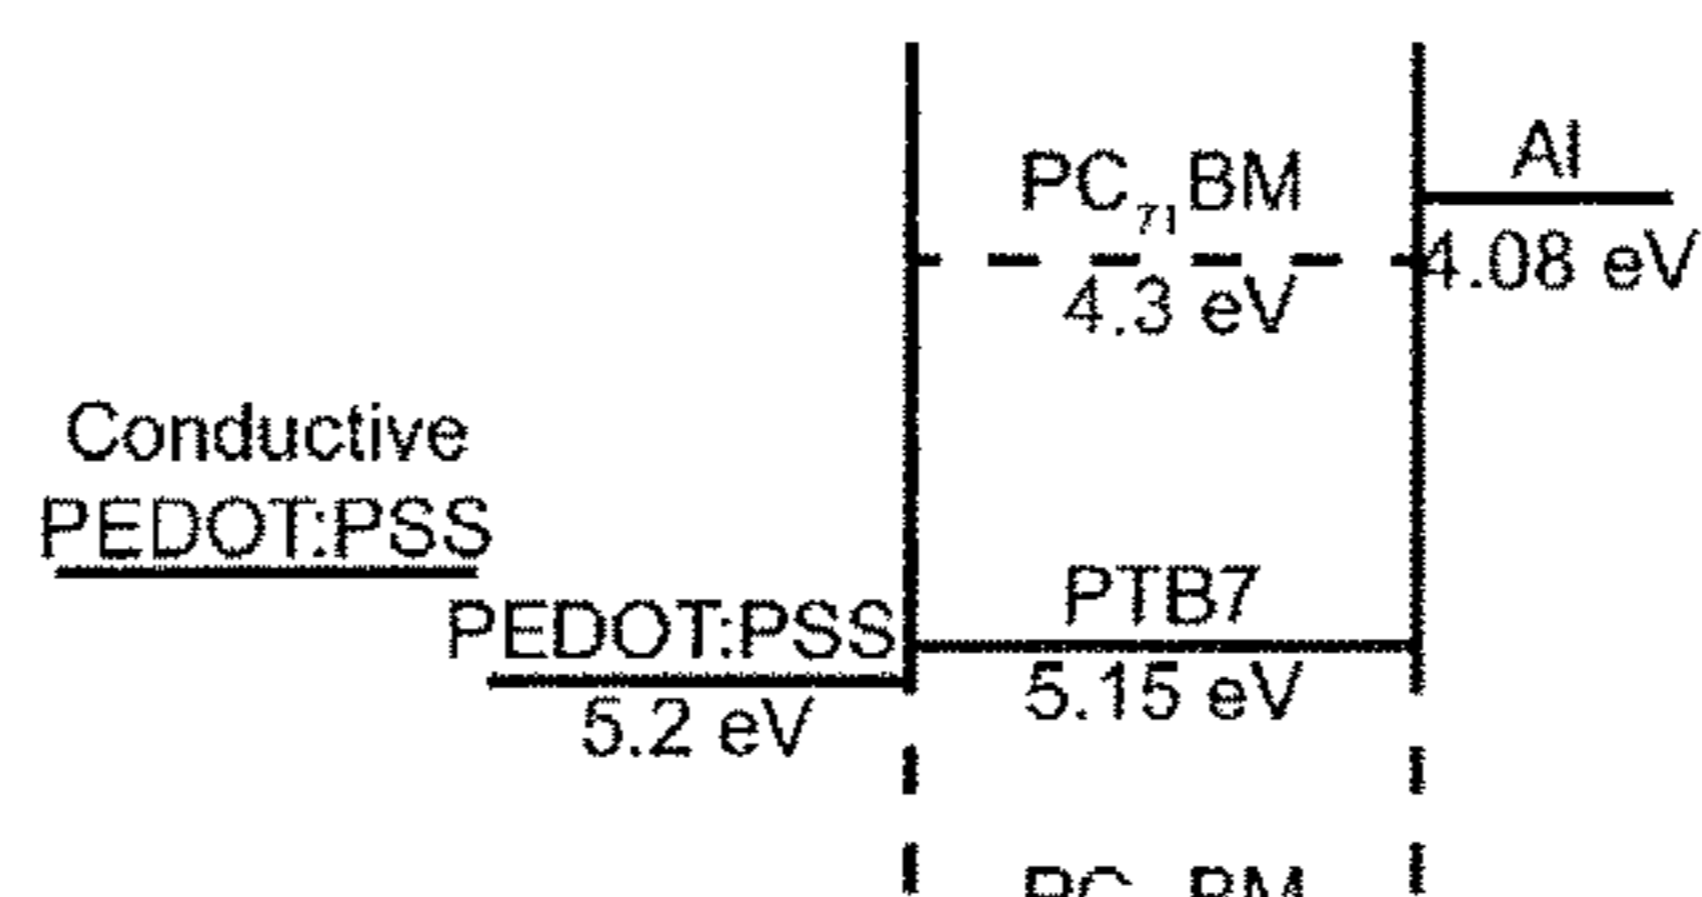 Al
PC71BM
4.08 eV
4.3 eV
Conductive
PEDOT:PSS
PTB7
PEDOT:PSS
5.15 eV
5.2 eV